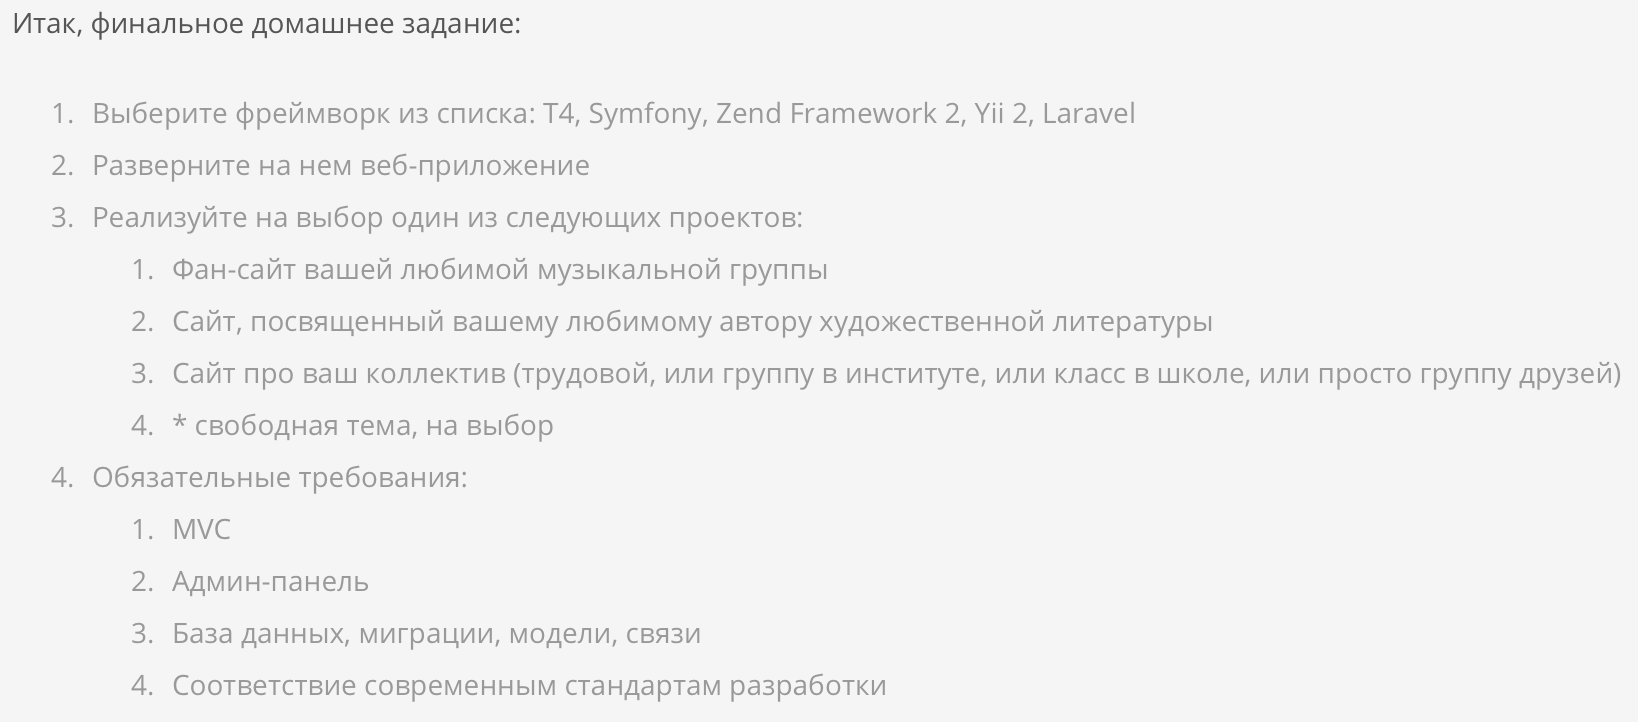 Итак, финальное домашнее задание:
1. Выберите фреймворк из списка: T4, Symfony, Zend Framework 2, Yii 2, Laravel
2. Разверните на нем веб-приложение
3. Реализуйте на выбор один из следующих проектов:
1. Фан-сайт вашей любимой музыкальной группы
2. Сайт, посвященный вашему любимому автору художественной литературы
3. Сайт про ваш коллектив (трудовой, или группу в институте, или класс в школе, или просто группу друзей)
4. * свободная тема, на выбор
4. Обязательные требования:
1. MVC
2. Админ-панель
3. База данных, миграции, модели, связи
4. Соответствие современным стандартам разработки